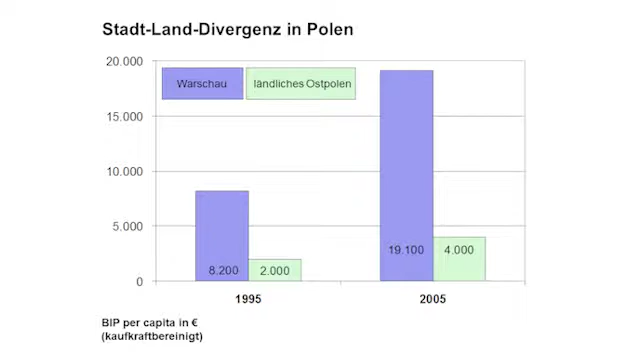 Stadt-Land-Divergenz in Polen
20.000
Warschau ländliches Ostpolen
15.000
10.000
5.000
19.100 4.000
8.200 2.000
0
1995 2005
BIP per capita in €
(kaufkraftbereinigt)